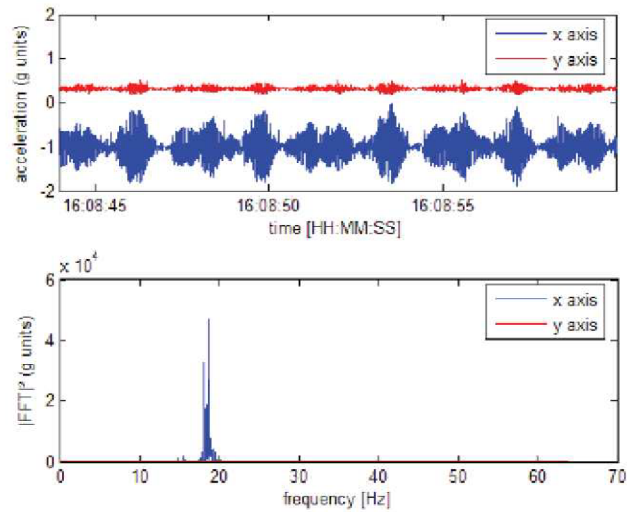 2
1
0
-1
-2
acceleration (g units)
x axis
y axis
16:08:45
16:08:50
16:08:55
time [HH:MM:SS]
x 10⁴
6
4
2
0
|FFT|² (g units)
x axis
y axis
0
10
20
30
40
50
60
70
frequency [Hz]